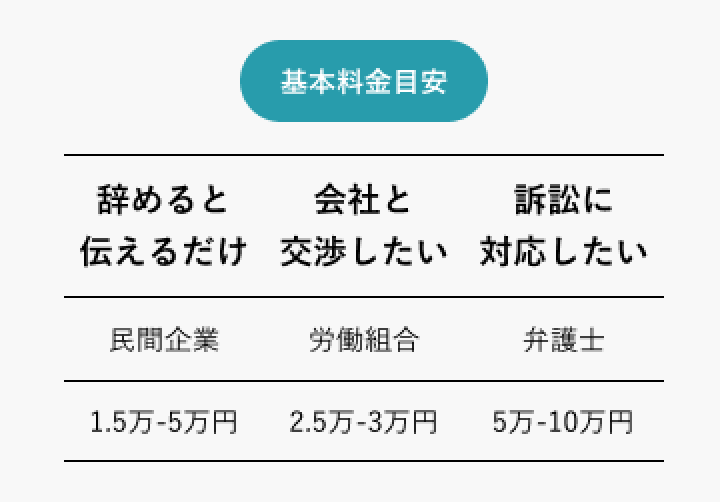 基本料金目安
辞めると 会社と 訴訟に
伝えるだけ 交渉したい 対応したい
民間企業 労働組合 弁護士
1.5万-5万円 2.5万-3万円 5万-10万円